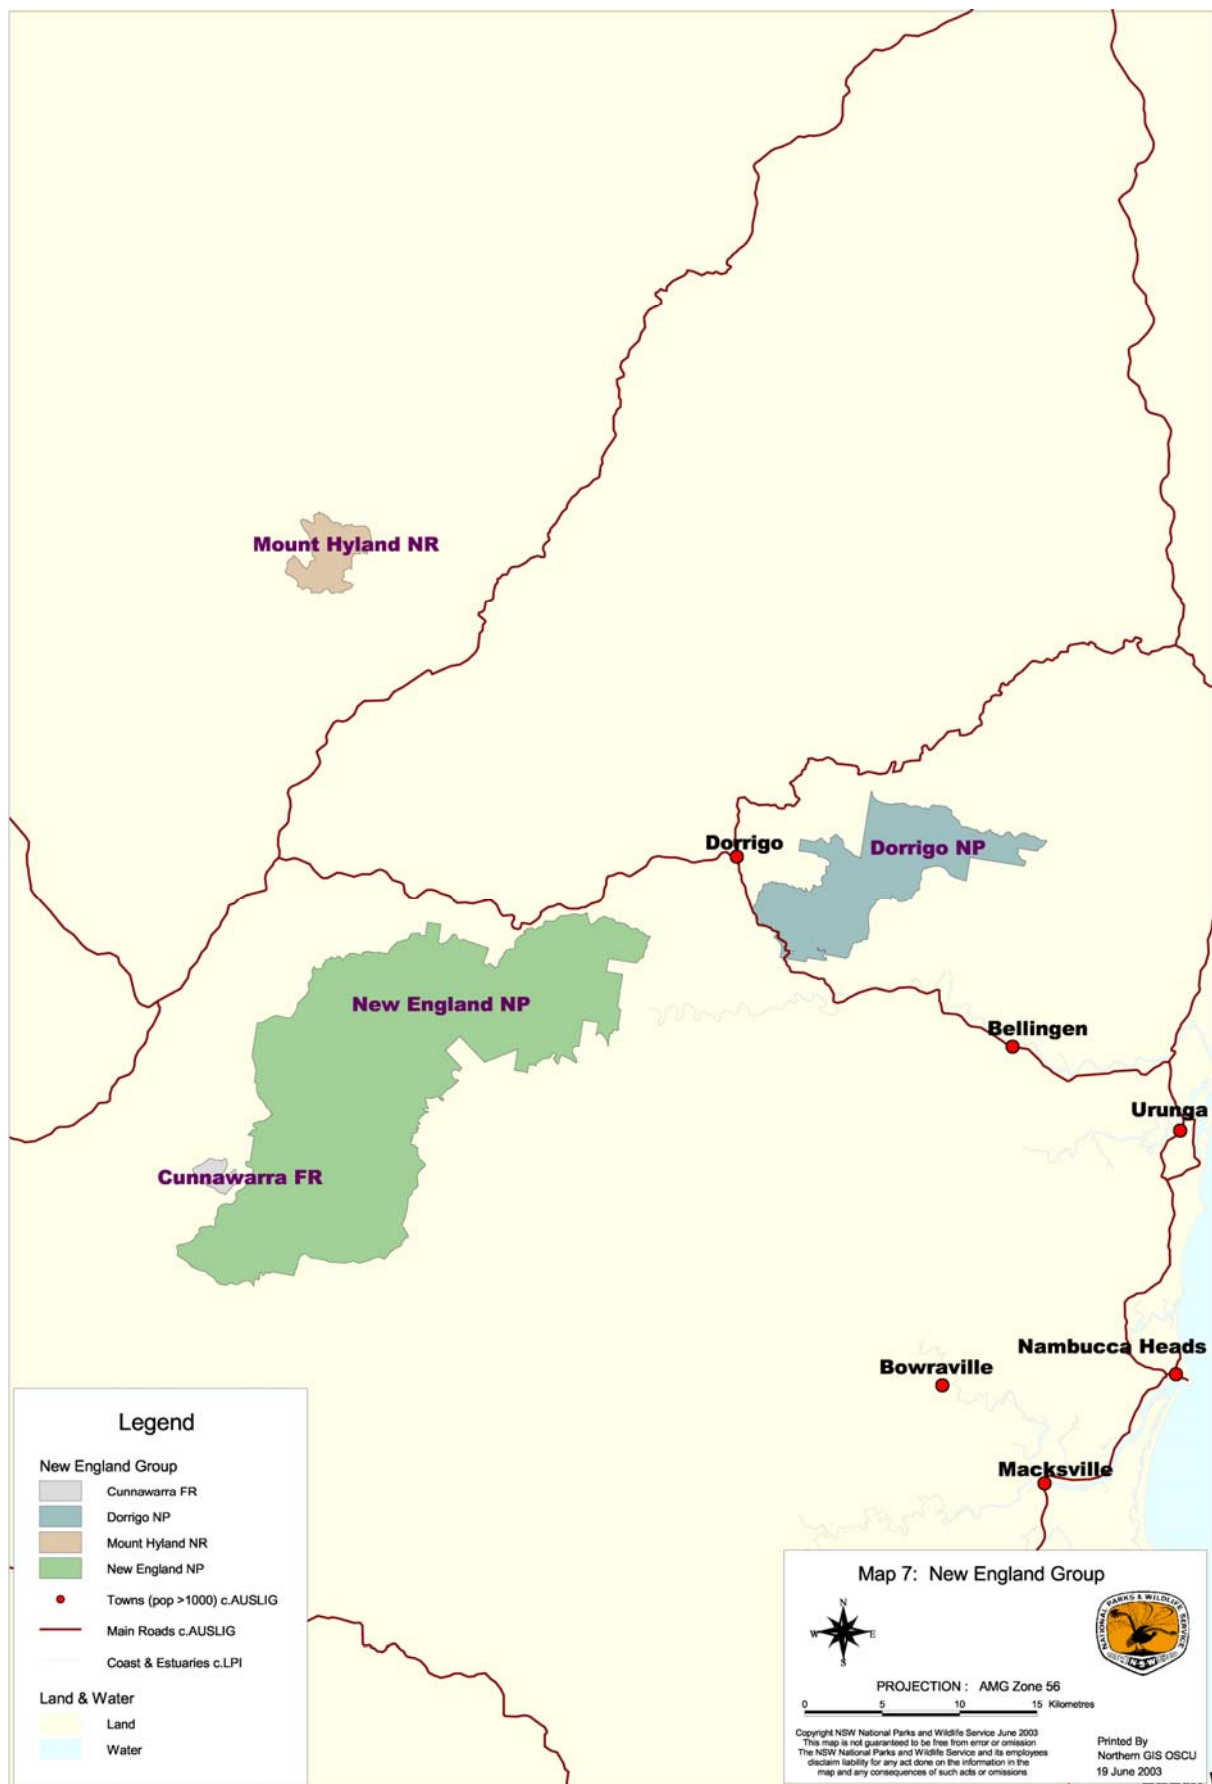 Mount Hyland NR
Dorrigo
Dorrigo NP
New England NP
Bellingen
Urunga
Cunnawarra FR
Nambucca Heads
Bowraville
Macksville
Legend
New England Group
Cunnawarra FR
Dorrigo NP
Mount Hyland NR
New England NP
Towns (pop >1000) c.AUSLIG
Main Roads c.AUSLIG
Coast & Estuaries c.LPI
Land & Water
Land
Water
Map 7: New England Group
N
W E
S
NATIONAL PARKS & WILDLIFE SERVICE
N·S·W
PROJECTION : AMG Zone 56
0 5 10 15 Kilometres
Copyright NSW National Parks and Wildlife Service June 2003
This map is not guaranteed to be free from error or omission
The NSW National Parks and Wildlife Service and its employees
disclaim liability for any act done on the information in the
map and any consequences of such acts or omissions
Printed By
Northern GIS OSCU
19 June 2003